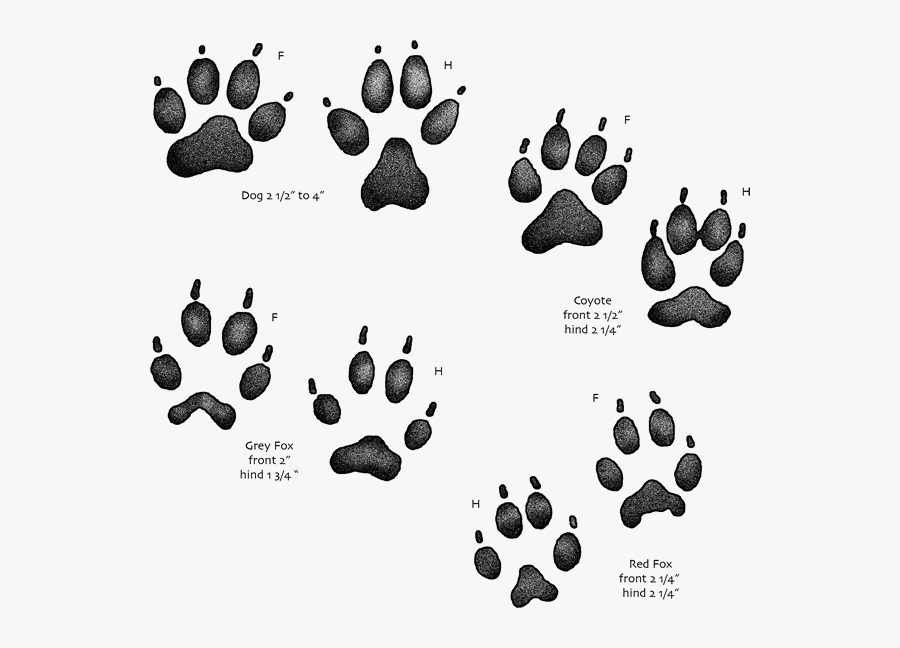 F
H
Dog 2 1/2" to 4"
F
H
Coyote
front 2 1/2"
hind 2 1/4"
F
H
Grey Fox
front 2"
hind 1 3/4 "
F
H
Red Fox
front 2 1/4"
hind 2 1/4"